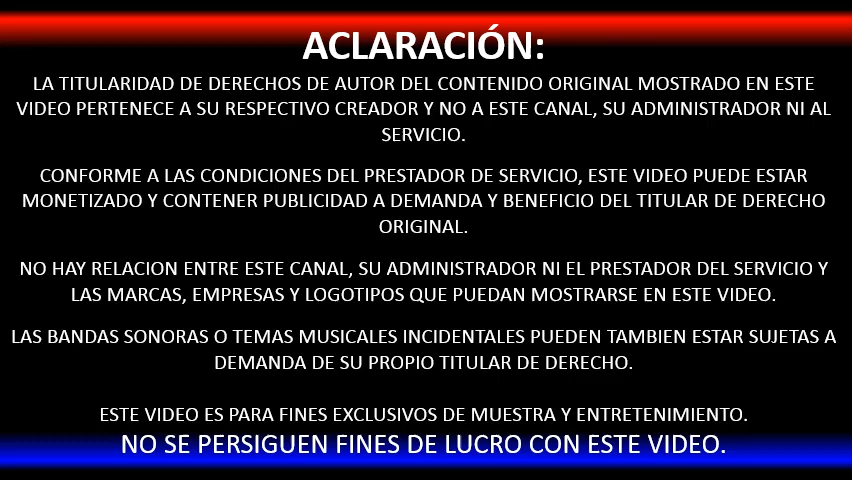 ACLARACIÓN:
LA TITULARIDAD DE DERECHOS DE AUTOR DEL CONTENIDO ORIGINAL MOSTRADO EN ESTE
VIDEO PERTENECE A SU RESPECTIVO CREADOR Y NO A ESTE CANAL, SU ADMINISTRADOR NI AL
SERVICIO.
CONFORME A LAS CONDICIONES DEL PRESTADOR DE SERVICIO, ESTE VIDEO PUEDE ESTAR
MONETIZADO Y CONTENER PUBLICIDAD A DEMANDA Y BENEFICIO DEL TITULAR DE DERECHO
ORIGINAL.
NO HAY RELACION ENTRE ESTE CANAL, SU ADMINISTRADOR NI EL PRESTADOR DEL SERVICIO Y
LAS MARCAS, EMPRESAS Y LOGOTIPOS QUE PUEDAN MOSTRARSE EN ESTE VIDEO.
LAS BANDAS SONORAS O TEMAS MUSICALES INCIDENTALES PUEDEN TAMBIEN ESTAR SUJETAS A
DEMANDA DE SU PROPIO TITULAR DE DERECHO.
ESTE VIDEO ES PARA FINES EXCLUSIVOS DE MUESTRA Y ENTRETENIMIENTO.
NO SE PERSIGUEN FINES DE LUCRO CON ESTE VIDEO.